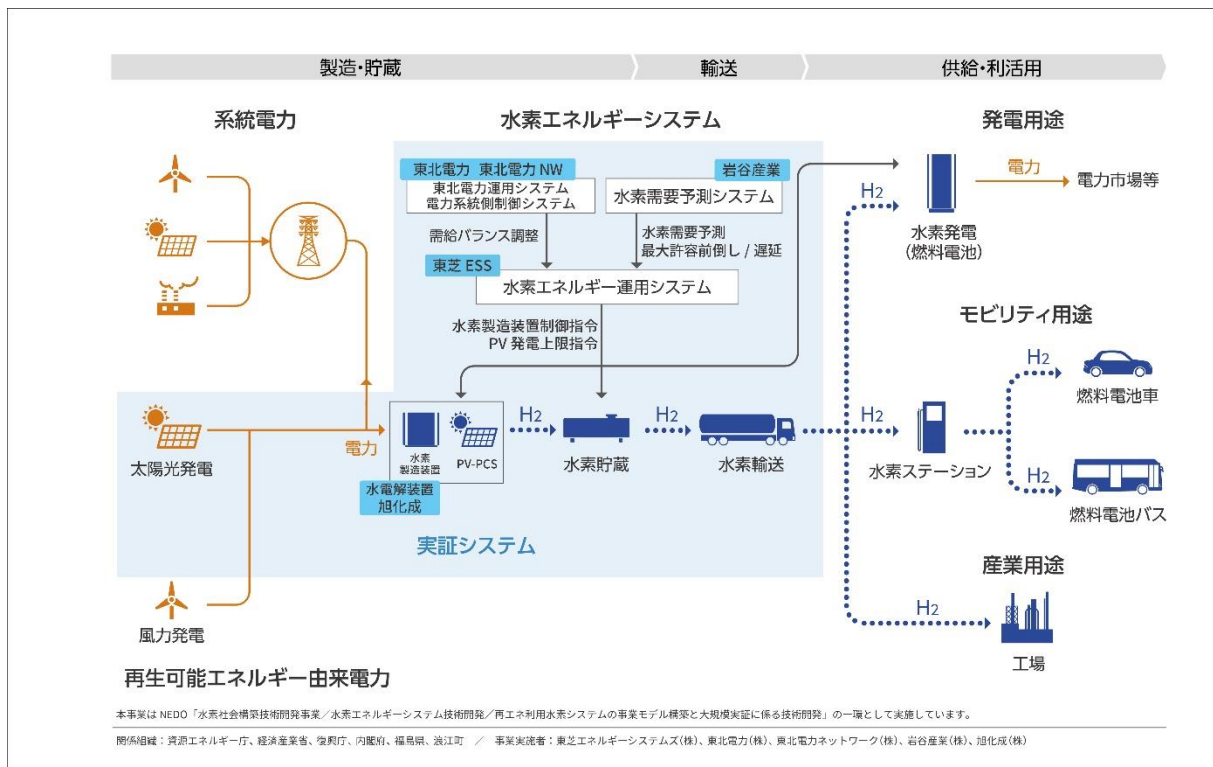 製造・貯蔵
輸送
供給・利活用
系統電力
水素エネルギーシステム
発電用途
東北電力 東北電力 NW
東北電力運用システム
電力系統側制御システム
岩谷産業
水素需要予測システム
需給バランス調整
水素需要予測
最大許容前倒し / 遅延
東芝 ESS
水素エネルギー運用システム
水素製造装置制御指令
PV 発電上限指令
H2
水素発電
(燃料電池)
電力
電力市場等
モビリティ用途
H2
燃料電池車
太陽光発電
電力
水素
製造装置
PV-PCS
水電解装置
旭化成
H2
水素貯蔵
H2
水素輸送
H2
水素ステーション
H2
燃料電池バス
実証システム
産業用途
H2
工場
風力発電
再生可能エネルギー由来電力
本事業は NEDO「水素社会構築技術開発事業／水素エネルギーシステム技術開発／再エネ利用水素システムの事業モデル構築と大規模実証に係る技術開発」の一環として実施しています。
関係組織：資源エネルギー庁、経済産業省、復興庁、内閣府、福島県、浪江町 ／ 事業実施者：東芝エネルギーシステムズ(株)、東北電力(株)、東北電力ネットワーク(株)、岩谷産業(株)、旭化成(株)